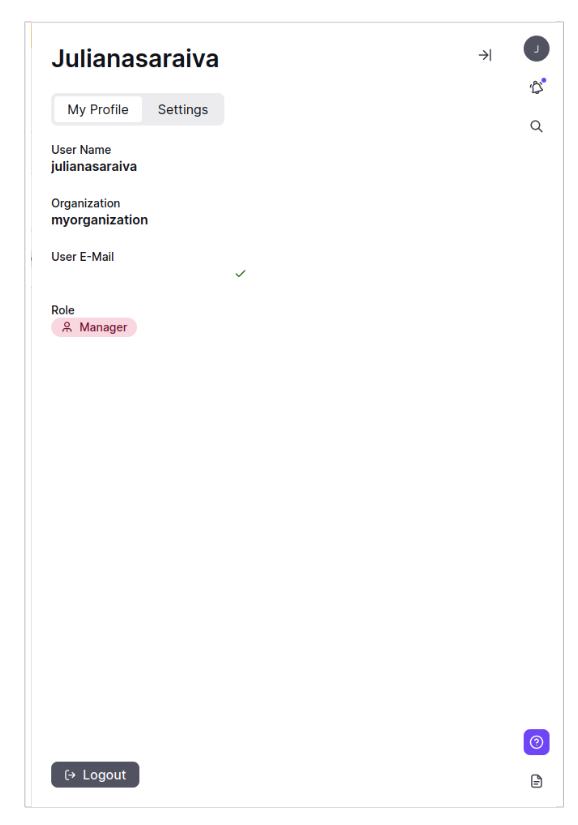 Julianasaraiva
J
My Profile Settings
User Name
julianasaraiva
Organization
myorganization
User E-Mail
Role
Manager
Logout